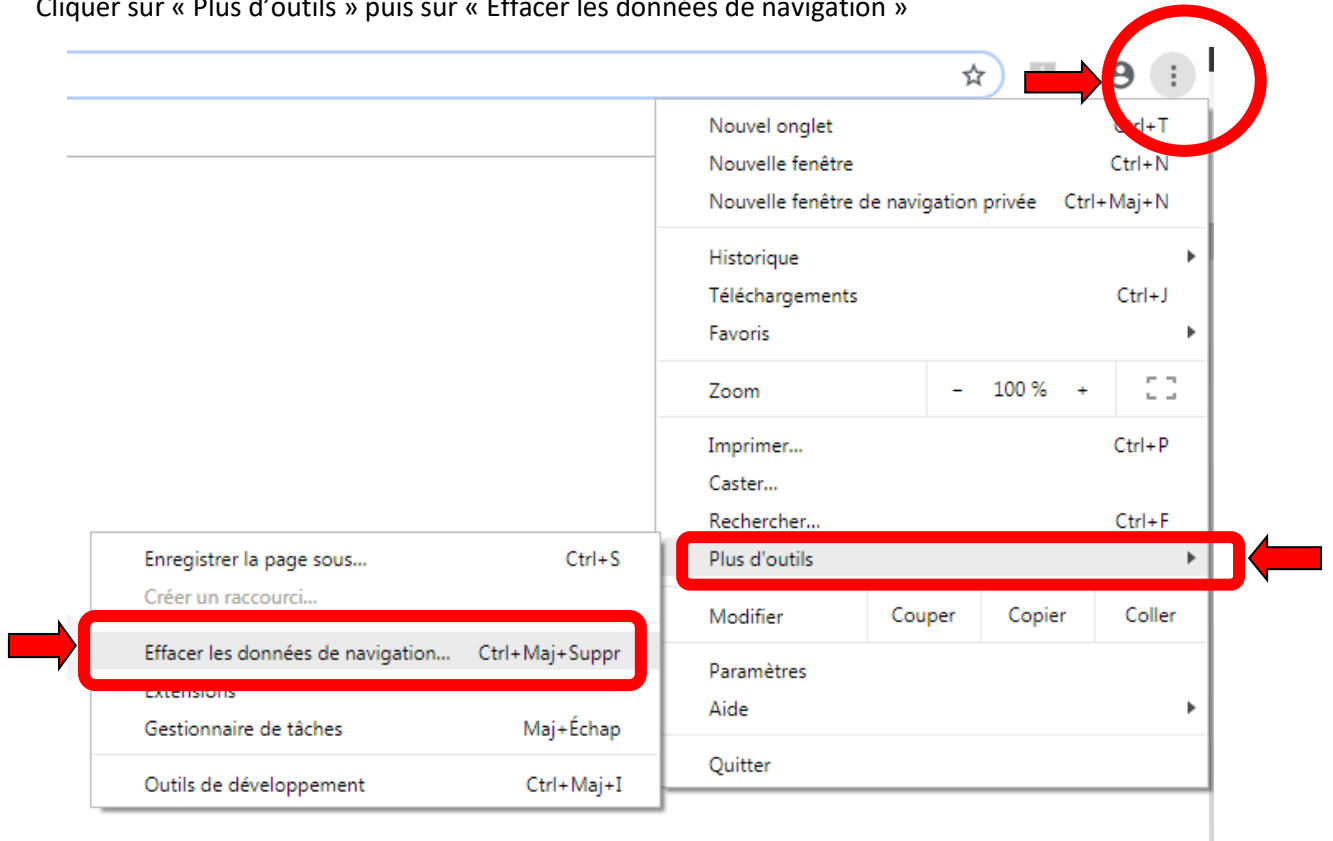 Cliquer sur « Plus d'outils » puis sur « Effacer les données de navigation »
Nouvel onglet Ctrl+T
Nouvelle fenêtre Ctrl+N
Nouvelle fenêtre de navigation privée Ctrl+Maj+N
Historique
Téléchargements Ctrl+J
Favoris
Zoom - 100 % +
Imprimer... Ctrl+P
Caster...
Rechercher... Ctrl+F
Plus d'outils
Modifier Couper Copier Coller
Paramètres
Aide
Quitter
Enregistrer la page sous... Ctrl+S
Créer un raccourci...
Effacer les données de navigation... Ctrl+Maj+Suppr
Extensions
Gestionnaire de tâches Maj+Échap
Outils de développement Ctrl+Maj+I